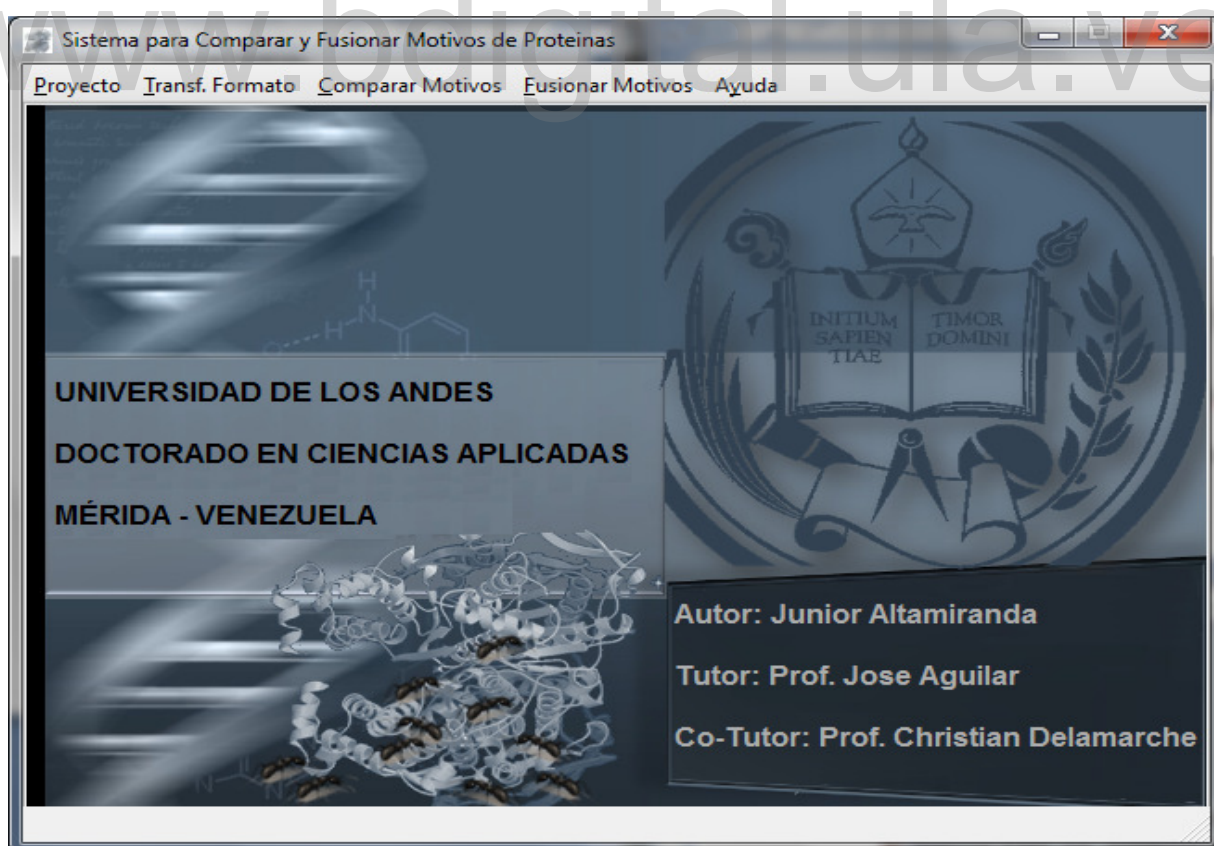 www.bdigital.ula.ve
Sistema para Comparar y Fusionar Motivos de Proteinas
Proyecto Transf. Formato Comparar Motivos Fusionar Motivos Ayuda
H
N
H
INITIUM
SAPIEN
TIAE
TIMOR
DOMINI
UNIVERSIDAD DE LOS ANDES
DOCTORADO EN CIENCIAS APLICADAS
MÉRIDA - VENEZUELA
Autor: Junior Altamiranda
Tutor: Prof. Jose Aguilar
Co-Tutor: Prof. Christian Delamarche
N